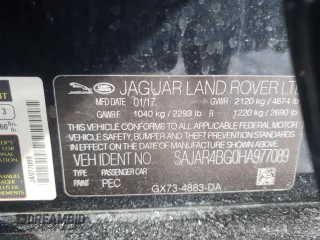 JAGUAR LAND ROVER LTD
MFD DATE 01/17 GVWR 2120 kg / 4674 lb
GAWR F 1040 kg / 2293 lb R 1220 kg / 2690 lb
THIS VEHICLE CONFORMS TO ALL APPLICABLE FEDERAL MOTOR
VEHICLE SAFETY, BUMPER AND THEFT PREVENTION STANDARDS
IN EFFECT ON THE DATE OF MANUFACTURE SHOWN ABOVE
VEH IDENT NO: SAJAR4BG0HA977089
TYPE: PASSENGER CAR
PAINT: PEC
GX73-4883-DA
3
© RIDEMBID